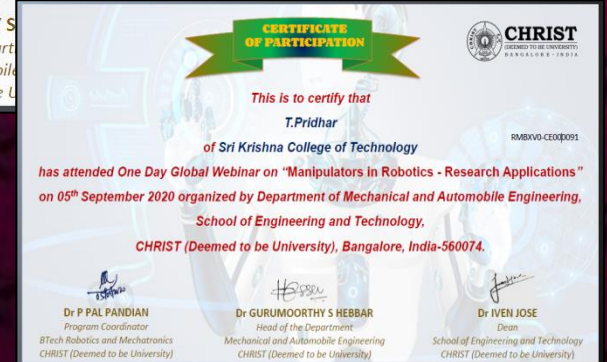 CERTIFICATE
OF PARTICIPATION
CHRIST
(DEEMED TO BE UNIVERSITY)
BANGALORE · INDIA
This is to certify that
T.Pridhar
RMBXV0-CE000091
of Sri Krishna College of Technology
has attended One Day Global Webinar on “Manipulators in Robotics - Research Applications”
on 05th September 2020 organized by Department of Mechanical and Automobile Engineering,
School of Engineering and Technology,
CHRIST (Deemed to be University), Bangalore, India-560074.
Dr P PAL PANDIAN
Program Coordinator
BTech Robotics and Mechatronics
CHRIST (Deemed to be University)
Dr GURUMOORTHY S HEBBAR
Head of the Department
Mechanical and Automobile Engineering
CHRIST (Deemed to be University)
Dr IVEN JOSE
Dean
School of Engineering and Technology
CHRIST (Deemed to be University)